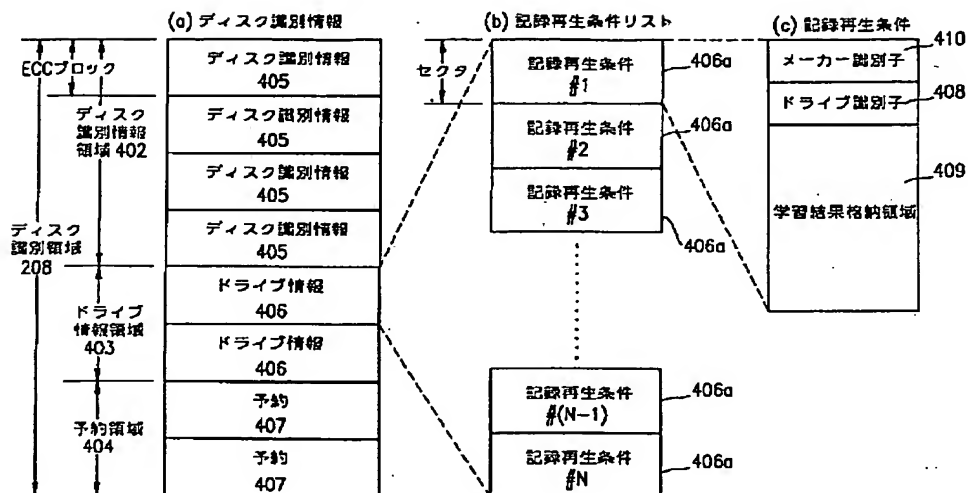 (a) ディスク識別情報
(b) 記録再生条件リスト
(c) 記録再生条件
ECCブロック
ディスク
識別情報
領域 402
ディスク
識別領域
208
ドライブ
情報領域
403
予約領域
404
ディスク識別情報
405
ディスク識別情報
405
ディスク識別情報
405
ディスク識別情報
405
ドライブ情報
406
ドライブ情報
406
予約
407
予約
407
セクタ
記録再生条件
#1
406a
記録再生条件
#2
406a
記録再生条件
#3
406a
記録再生条件
#(N-1)
406a
記録再生条件
#N
406a
メーカー識別子
410
ドライブ識別子
408
学習結果格納領域
409